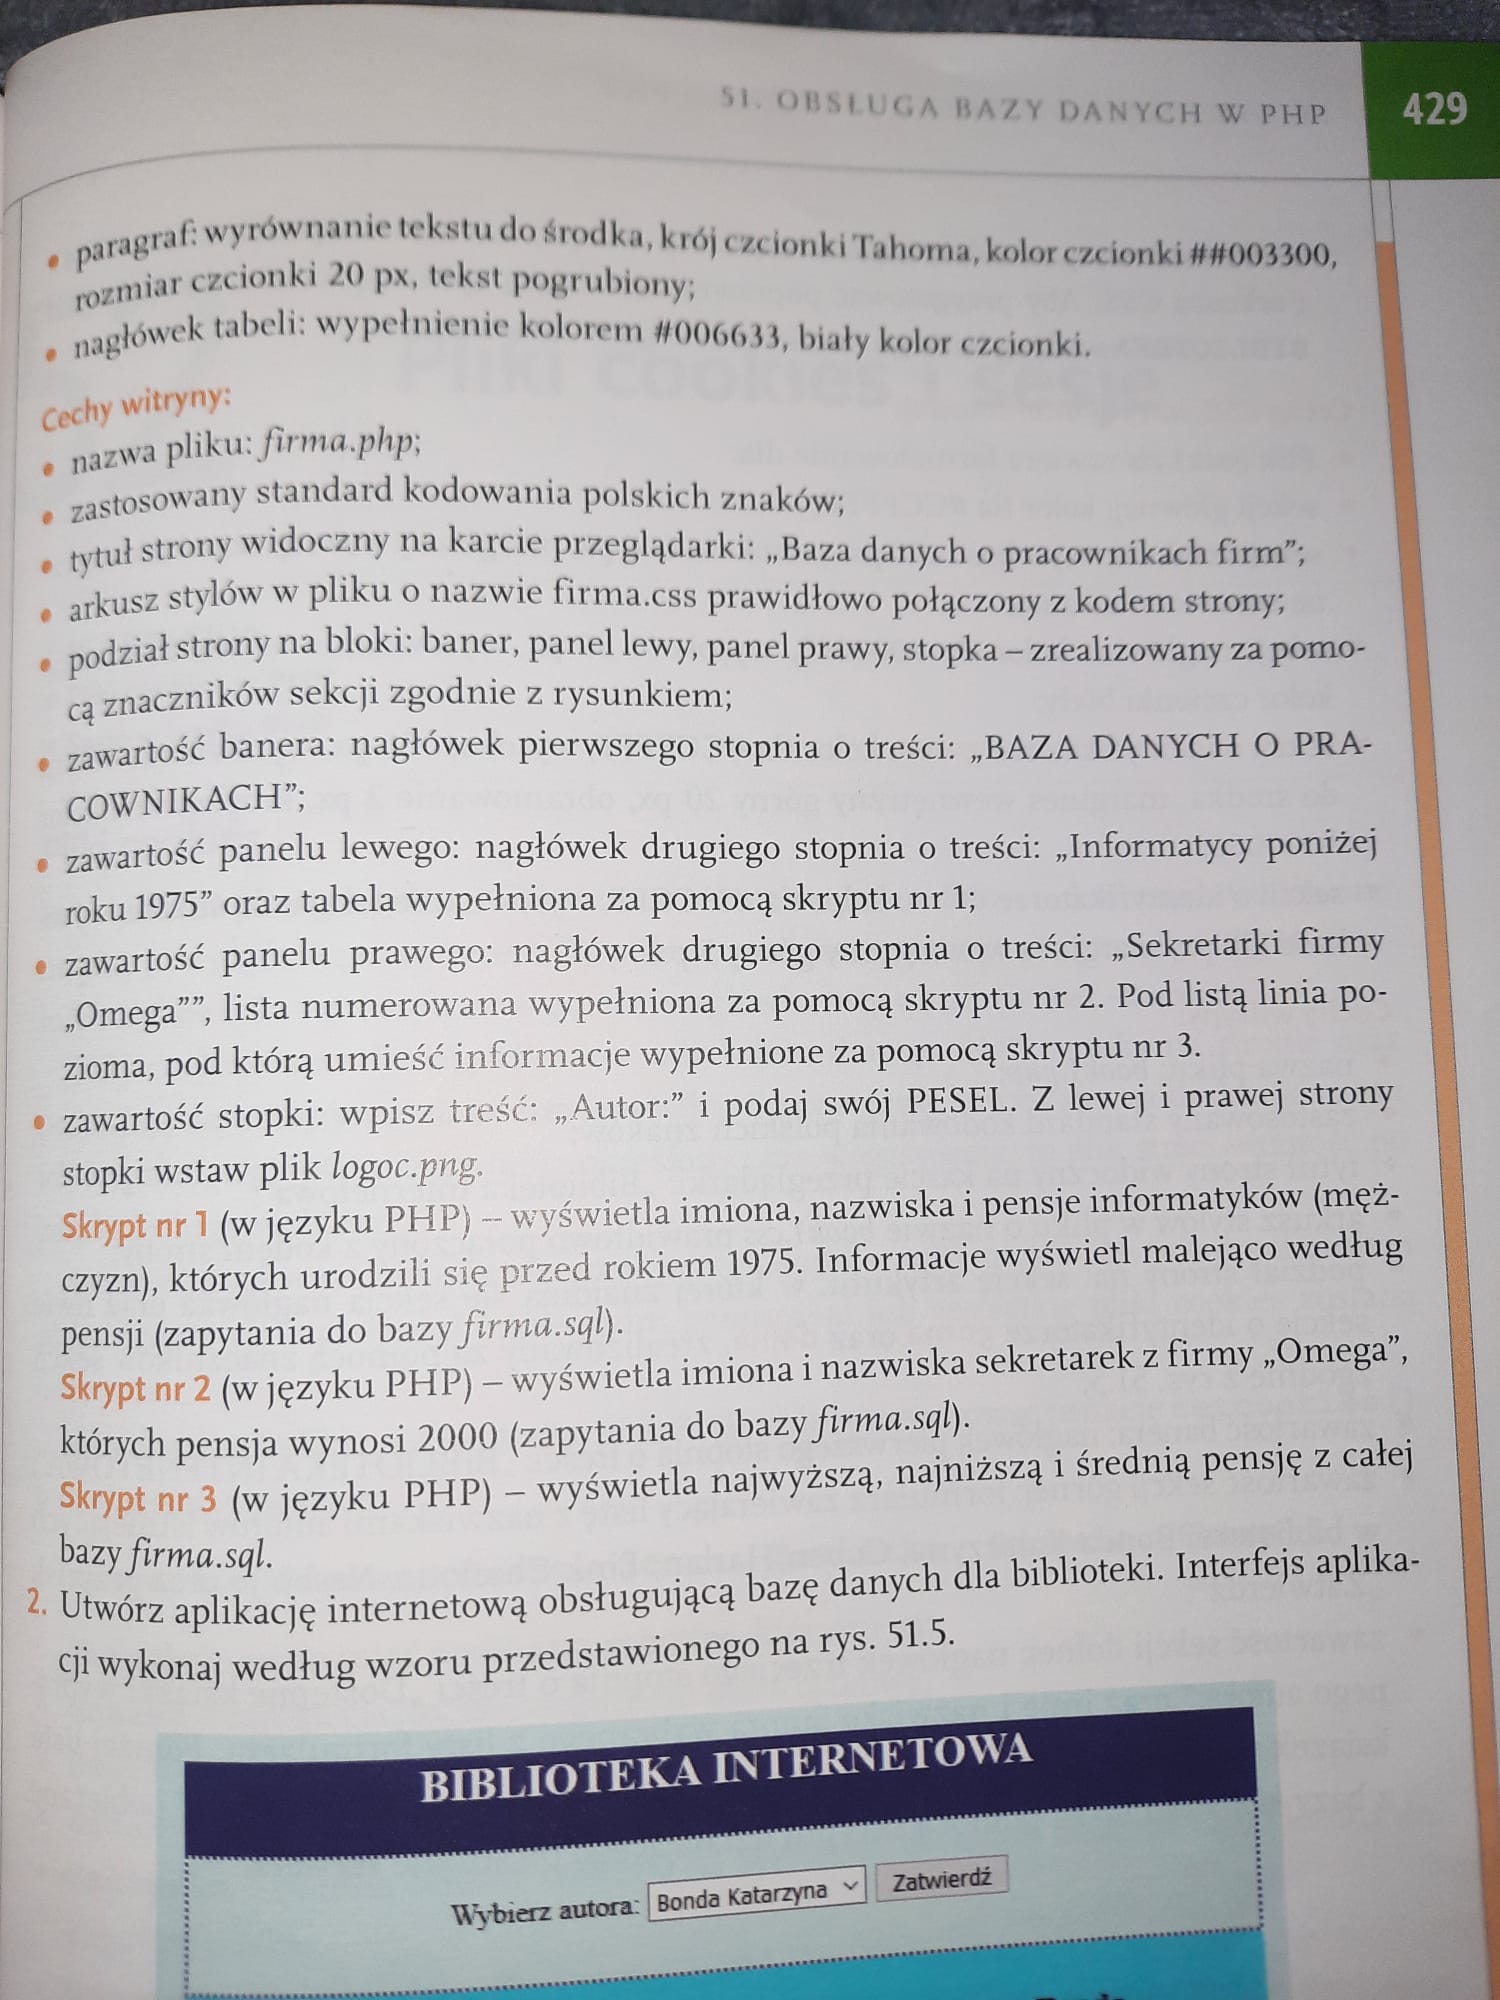 51. OBSŁUGA BAZY DANYCH W PHP
429
• paragraf: wyrównanie tekstu do środka, krój czcionki Tahoma, kolor czcionki ##003300,
rozmiar czcionki 20 px, tekst pogrubiony;
• nagłówek tabeli: wypełnienie kolorem #006633, biały kolor czcionki.
Cechy witryny:
• nazwa pliku: firma.php;
• zastosowany standard kodowania polskich znaków;
• tytuł strony widoczny na karcie przeglądarki: „Baza danych o pracownikach firm”;
• arkusz stylów w pliku o nazwie firma.css prawidłowo połączony z kodem strony;
• podział strony na bloki: baner, panel lewy, panel prawy, stopka – zrealizowany za pomo-
cą znaczników sekcji zgodnie z rysunkiem;
• zawartość banera: nagłówek pierwszego stopnia o treści: „BAZA DANYCH O PRA-
COWNIKACH”;
• zawartość panelu lewego: nagłówek drugiego stopnia o treści: „Informatycy poniżej
roku 1975” oraz tabela wypełniona za pomocą skryptu nr 1;
• zawartość panelu prawego: nagłówek drugiego stopnia o treści: „Sekretarki firmy
„Omega””, lista numerowana wypełniona za pomocą skryptu nr 2. Pod listą linia po-
zioma, pod którą umieść informacje wypełnione za pomocą skryptu nr 3.
• zawartość stopki: wpisz treść: „Autor:” i podaj swój PESEL. Z lewej i prawej strony
stopki wstaw plik logoc.png.
Skrypt nr 1 (w języku PHP) – wyświetla imiona, nazwiska i pensje informatyków (męż-
czyzn), których urodzili się przed rokiem 1975. Informacje wyświetl malejąco według
pensji (zapytania do bazy firma.sql).
Skrypt nr 2 (w języku PHP) – wyświetla imiona i nazwiska sekretarek z firmy „Omega”,
których pensja wynosi 2000 (zapytania do bazy firma.sql).
Skrypt nr 3 (w języku PHP) – wyświetla najwyższą, najniższą i średnią pensję z całej
bazy firma.sql.
2. Utwórz aplikację internetową obsługującą bazę danych dla biblioteki. Interfejs aplika-
cji wykonaj według wzoru przedstawionego na rys. 51.5.
BIBLIOTEKA INTERNETOWA
Wybierz autora: Bonda Katarzyna Zatwierdź